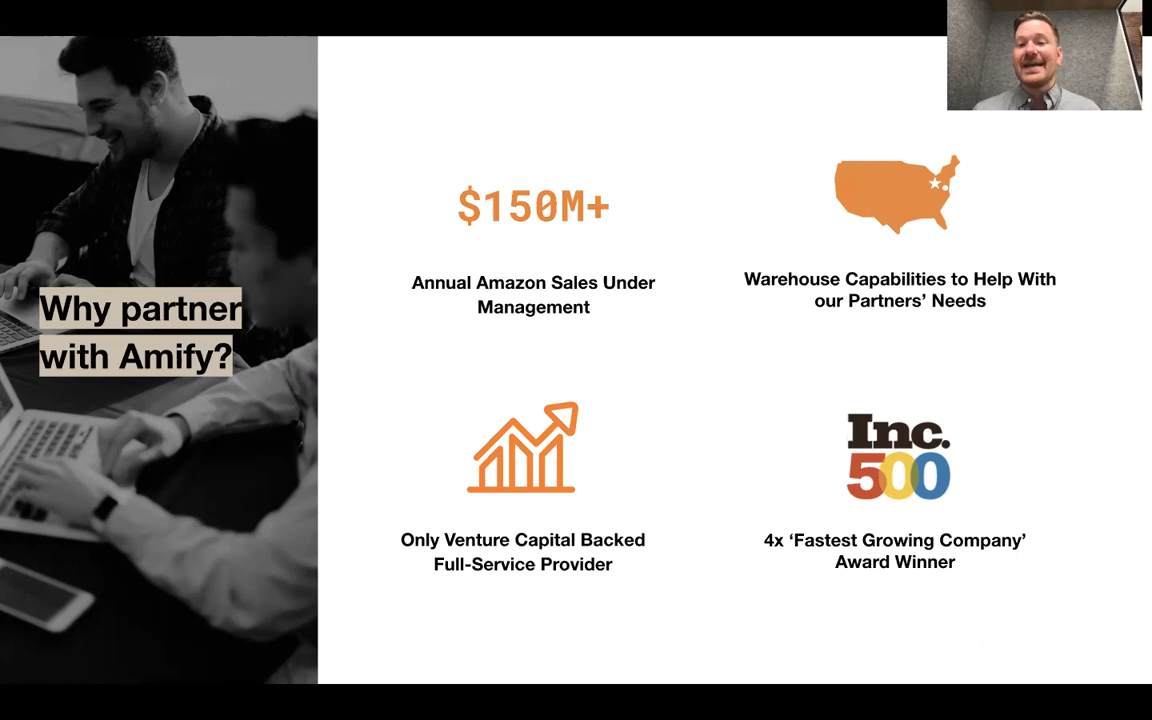 Why partner
with Amify?
$150M+
Annual Amazon Sales Under
Management
Warehouse Capabilities to Help With
our Partners’ Needs
Only Venture Capital Backed
Full-Service Provider
Inc.
500
4x ‘Fastest Growing Company’
Award Winner